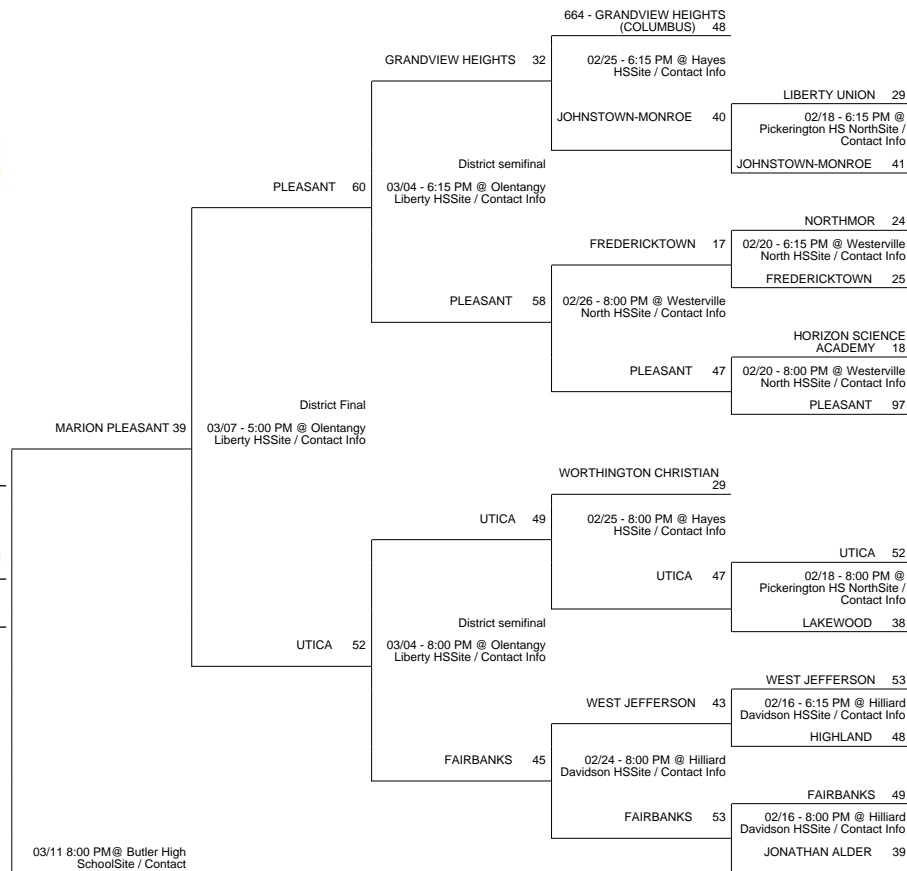 664 - GRANDVIEW HEIGHTS
(COLUMBUS) 48
GRANDVIEW HEIGHTS 32
02/25 - 6:15 PM @ Hayes
HSSite / Contact Info
LIBERTY UNION 29
JOHNSTOWN-MONROE 40
02/18 - 6:15 PM @
Pickerington HS NorthSite /
Contact Info
JOHNSTOWN-MONROE 41
District semifinal
PLEASANT 60
03/04 - 6:15 PM @ Olentangy
Liberty HSSite / Contact Info
NORTHMOR 24
FREDERICKTOWN 17
02/20 - 6:15 PM @ Westerville
North HSSite / Contact Info
FREDERICKTOWN 25
PLEASANT 58
02/26 - 8:00 PM @ Westerville
North HSSite / Contact Info
HORIZON SCIENCE
ACADEMY 18
PLEASANT 47
02/20 - 8:00 PM @ Westerville
North HSSite / Contact Info
PLEASANT 97
District Final
MARION PLEASANT 39
03/07 - 5:00 PM @ Olentangy
Liberty HSSite / Contact Info
WORTHINGTON CHRISTIAN
29
UTICA 49
02/25 - 8:00 PM @ Hayes
HSSite / Contact Info
UTICA 52
UTICA 47
02/18 - 8:00 PM @
Pickerington HS NorthSite /
Contact Info
LAKEWOOD 38
District semifinal
UTICA 52
03/04 - 8:00 PM @ Olentangy
Liberty HSSite / Contact Info
WEST JEFFERSON 53
WEST JEFFERSON 43
02/16 - 6:15 PM @ Hilliard
Davidson HSSite / Contact Info
HIGHLAND 48
FAIRBANKS 45
02/24 - 8:00 PM @ Hilliard
Davidson HSSite / Contact Info
FAIRBANKS 49
FAIRBANKS 53
02/16 - 8:00 PM @ Hilliard
Davidson HSSite / Contact Info
JONATHAN ALDER 39
03/11 8:00 PM@ Butler High
SchoolSite / Contact